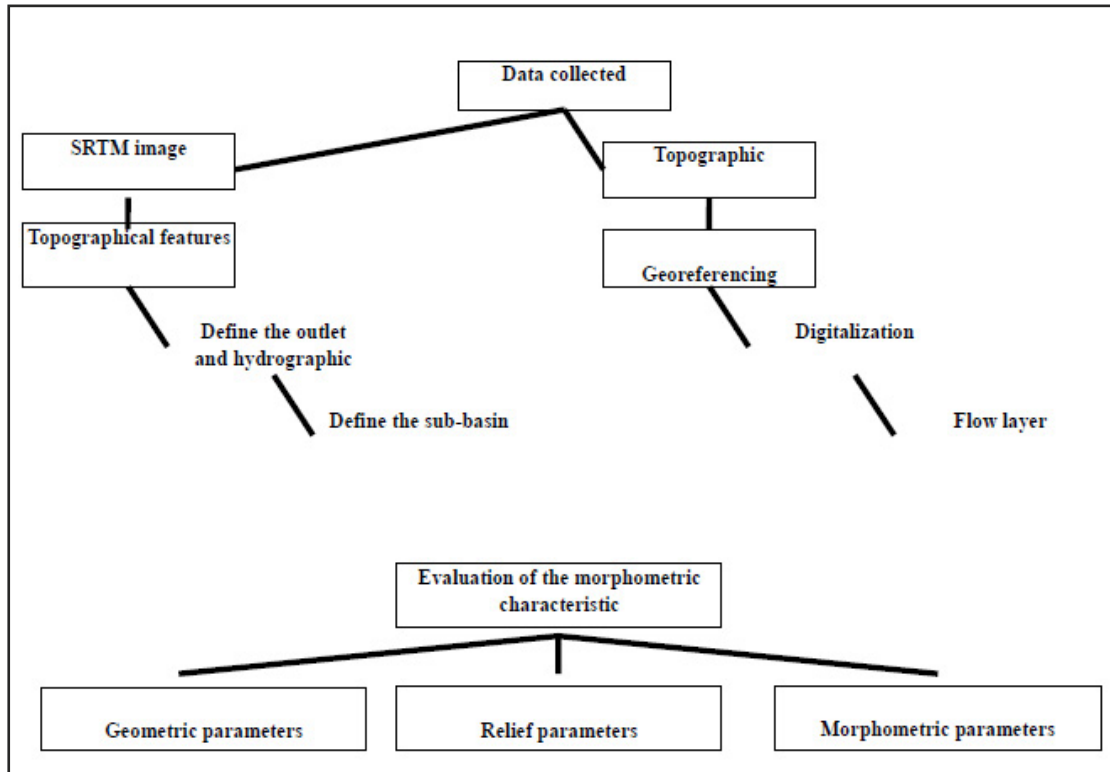 Data collected
SRTM image
Topographic
Topographical features
Georeferencing
Define the outlet
and hydrographic
Digitalization
Define the sub-basin
Flow layer
Evaluation of the morphometric
characteristic
Geometric parameters
Relief parameters
Morphometric parameters